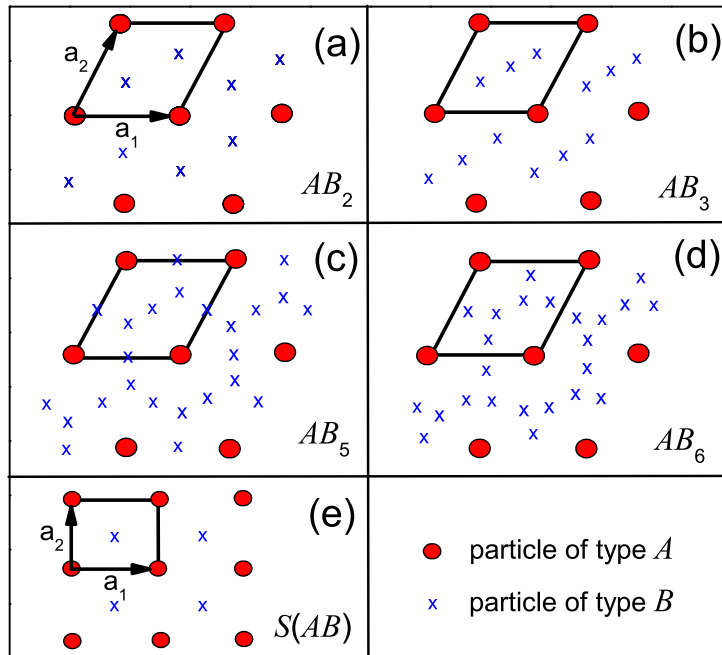 (a)
a2
a1
AB2
(b)
AB3
(c)
AB5
(d)
AB6
(e)
a2
a1
S(AB)
particle of type A
x particle of type B